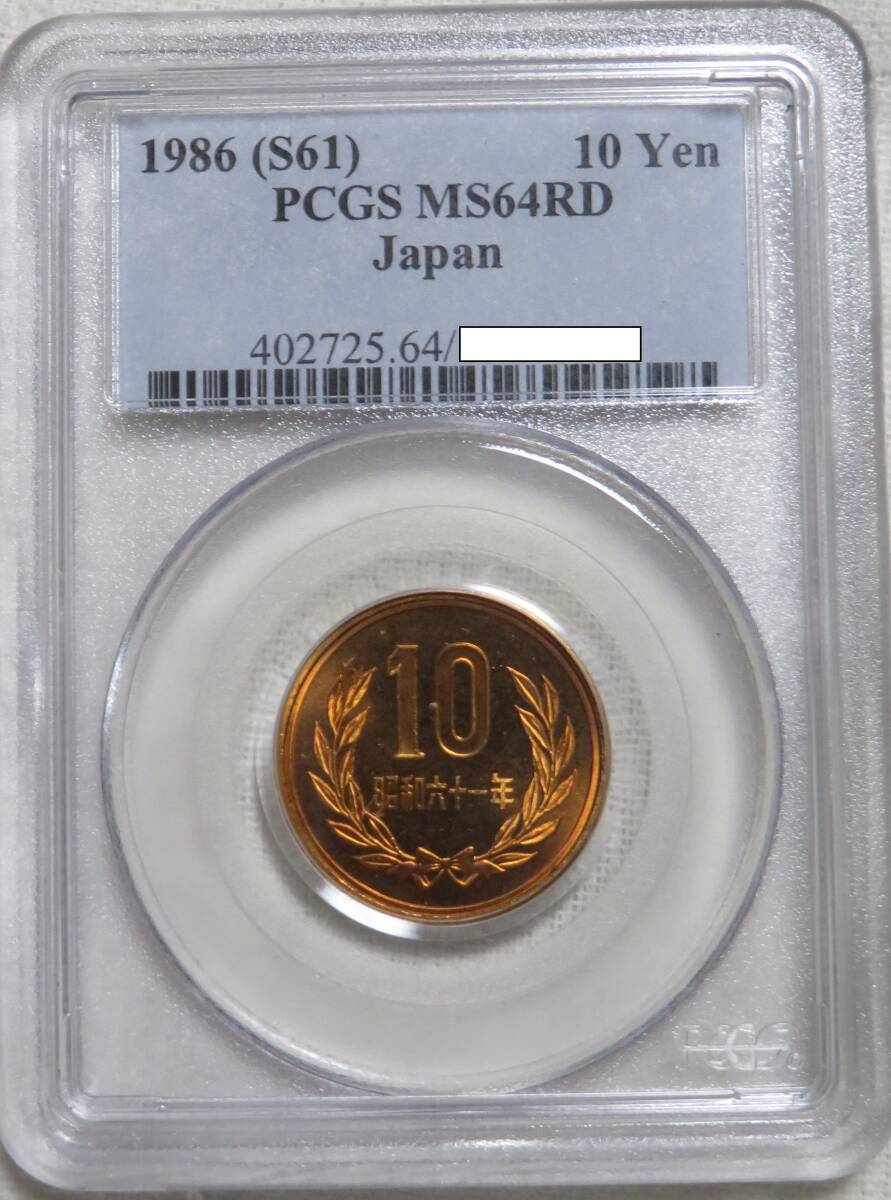 1986 (S61) 10 Yen
PCGS MS64RD
Japan
402725.64/
10
昭和六十一年
PCGS